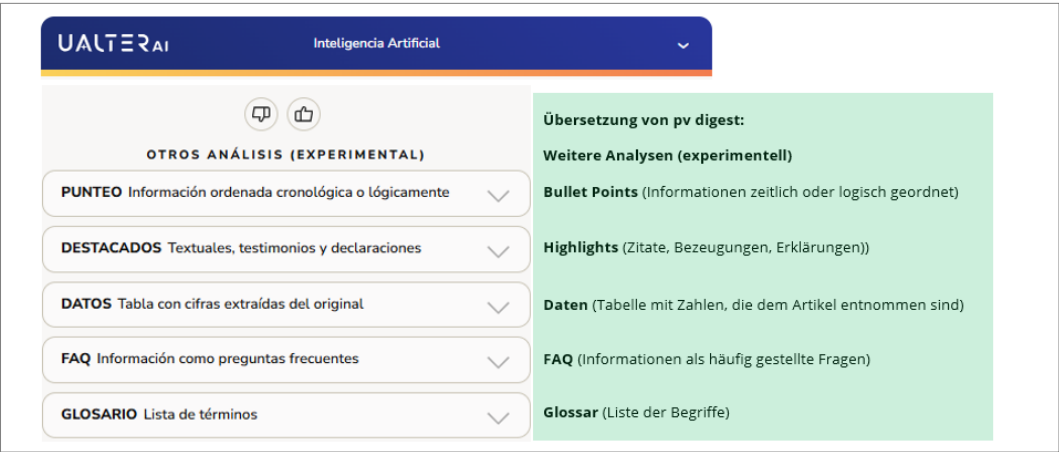 UALTERAI Inteligencia Artificial
OTROS ANÁLISIS (EXPERIMENTAL)
PUNTEO Información ordenada cronológica o lógicamente
DESTACADOS Textuales, testimonios y declaraciones
DATOS Tabla con cifras extraídas del original
FAQ Información como preguntas frecuentes
GLOSARIO Lista de términos
Übersetzung von pv digest:
Weitere Analysen (experimentell)
Bullet Points (Informationen zeitlich oder logisch geordnet)
Highlights (Zitate, Bezeugungen, Erklärungen))
Daten (Tabelle mit Zahlen, die dem Artikel entnommen sind)
FAQ (Informationen als häufig gestellte Fragen)
Glossar (Liste der Begriffe)